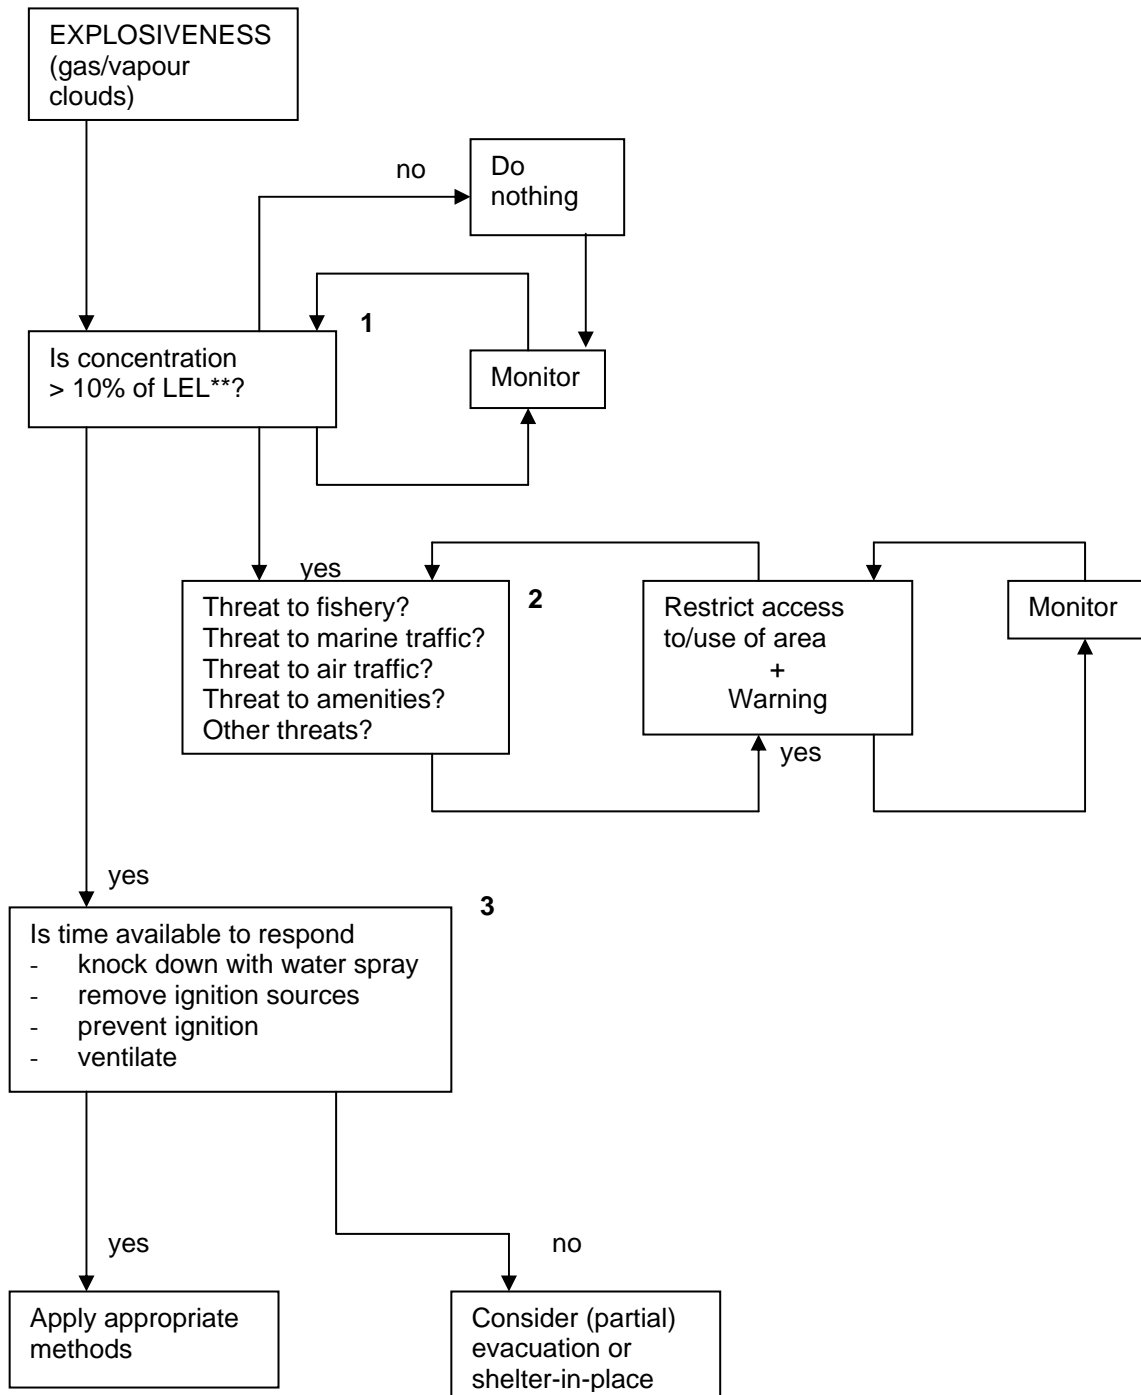 EXPLOSIVENESS
(gas/vapour
clouds)
no
Do
nothing
1
Is concentration
> 10% of LEL**?
Monitor
yes
Threat to fishery?
Threat to marine traffic?
Threat to air traffic?
Threat to amenities?
Other threats?
2
Restrict access
to/use of area
+
Warning
Monitor
yes
yes
3
Is time available to respond
- knock down with water spray
- remove ignition sources
- prevent ignition
- ventilate
yes
no
Apply appropriate
methods
Consider (partial)
evacuation or
shelter-in-place